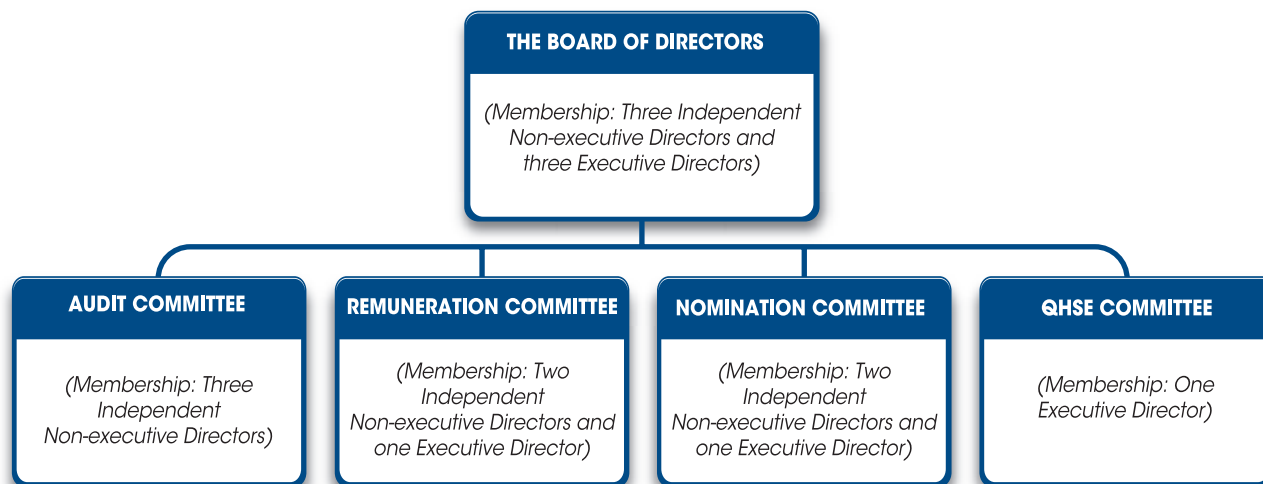 THE BOARD OF DIRECTORS
(Membership: Three Independent
Non-executive Directors and
three Executive Directors)
AUDIT COMMITTEE
(Membership: Three
Independent
Non-executive Directors)
REMUNERATION COMMITTEE
(Membership: Two
Independent
Non-executive Directors and
one Executive Director)
NOMINATION COMMITTEE
(Membership: Two
Independent
Non-executive Directors and
one Executive Director)
QHSE COMMITTEE
(Membership: One
Executive Director)